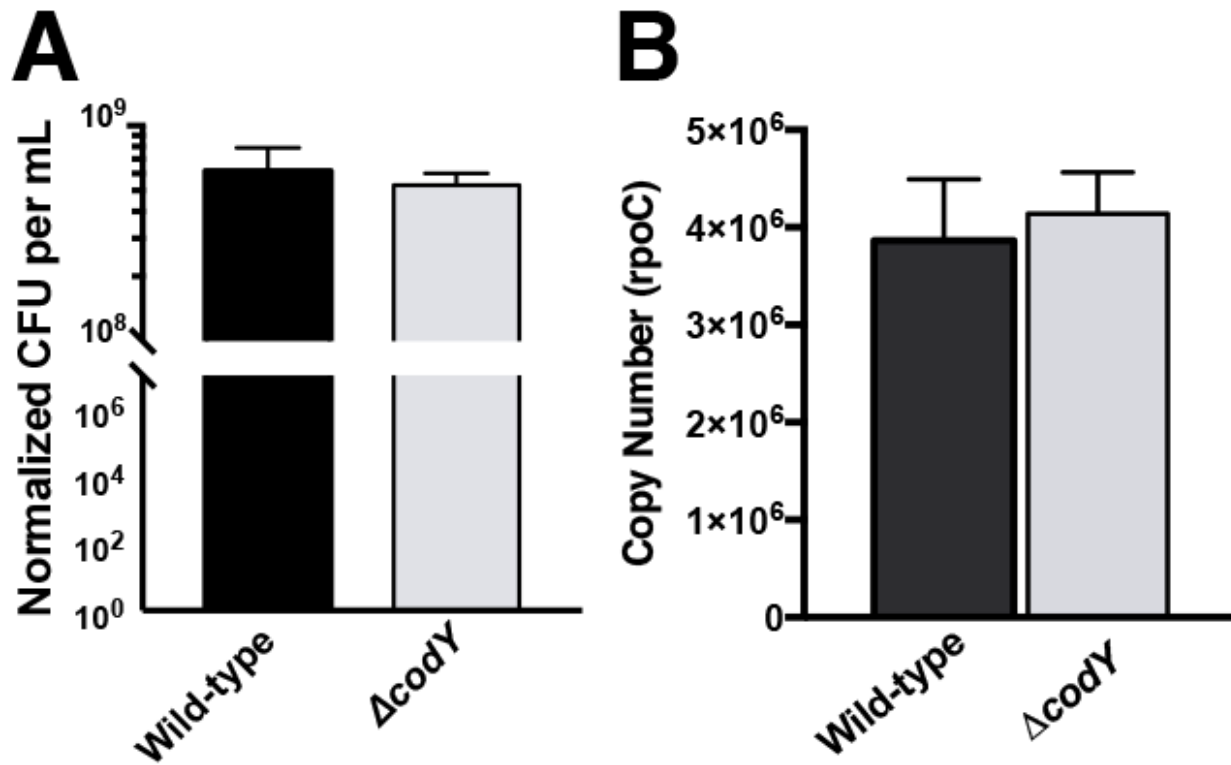 A
Normalized CFU per mL
10⁹
10⁸
10⁶
10⁴
10²
10⁰
Wild-type
ΔcodY
B
Copy Number (rpoC)
5×10⁶
4×10⁶
3×10⁶
2×10⁶
1×10⁶
0
Wild-type
ΔcodY